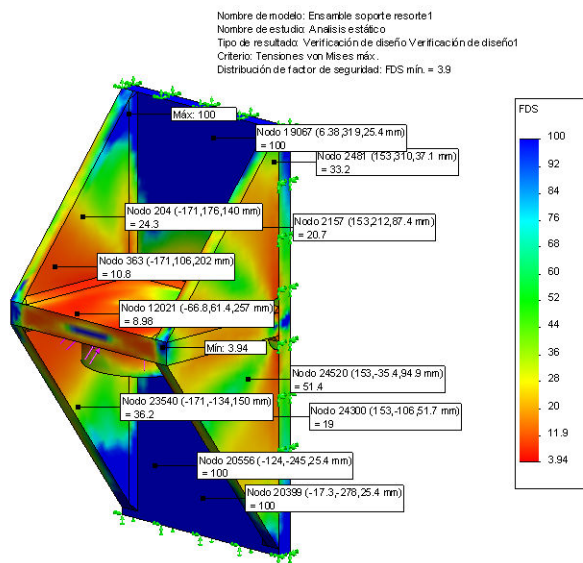 Nombre de modelo: Ensamble soporte resorte1
Nombre de estudio: Analisis estático
Tipo de resultado: Verificación de diseño Verificación de diseño1
Criterio: Tensiones von Mises máx.
Distribución de factor de seguridad: FDS mín. = 3.9
Máx: 100
Nodo 19067 (6.38,319,25.4 mm)
= 100
Nodo 2481 (153,310,37.1 mm)
= 33.2
Nodo 204 (-171,176,140 mm)
= 24.3
Nodo 2157 (153,212,87.4 mm)
= 20.7
Nodo 363 (-171,106,202 mm)
= 10.8
Nodo 12021 (-66.8,61.4,257 mm)
= 8.98
Mín: 3.94
Nodo 24520 (153,-35.4,94.9 mm)
= 51.4
Nodo 23540 (-171,-134,150 mm)
= 36.2
Nodo 24300 (153,-106,51.7 mm)
= 19
Nodo 20556 (-124,-245,25.4 mm)
= 100
Nodo 20399 (-17.3,-278,25.4 mm)
= 100
FDS
100
92
84
76
68
60
52
44
36
28
20
11.9
3.94